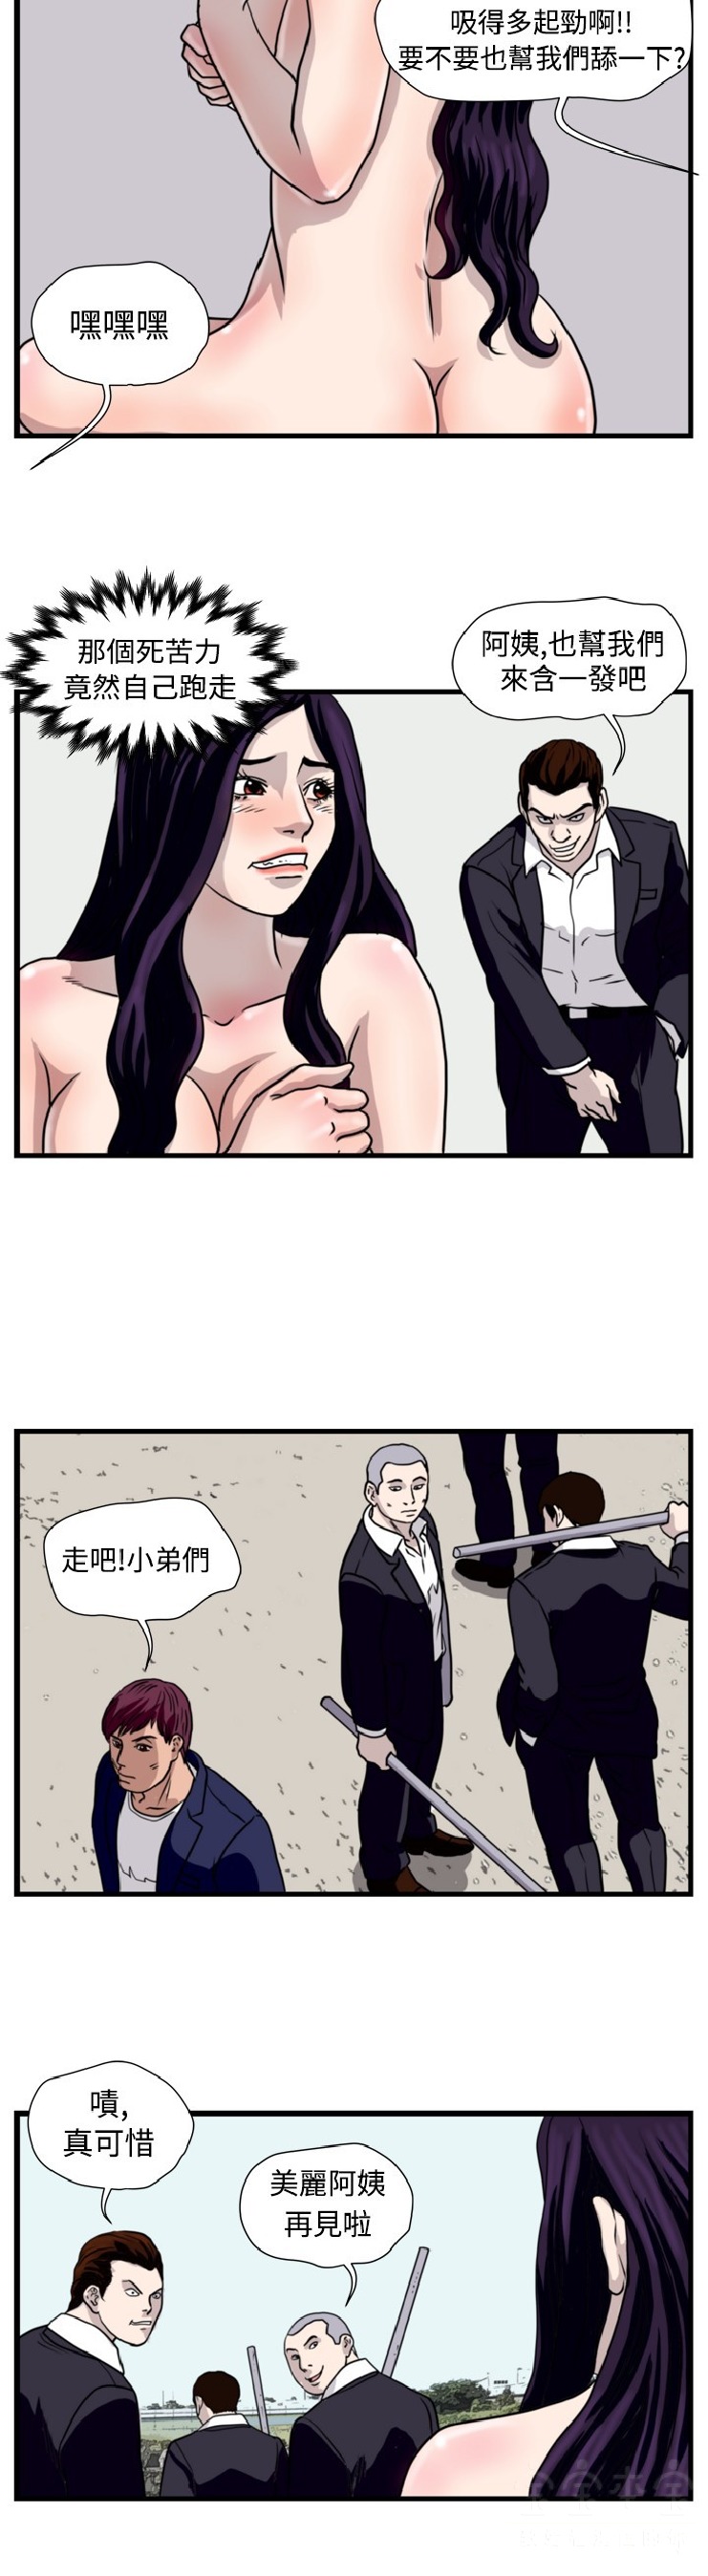 吸得多起勁啊!!
要不要也幫我們舔一下?
嘿嘿嘿
那個死苦力
竟然自己跑走
阿姨,也幫我們
來含一發吧
走吧!小弟們
嘖,
真可惜
美麗阿姨
再見啦